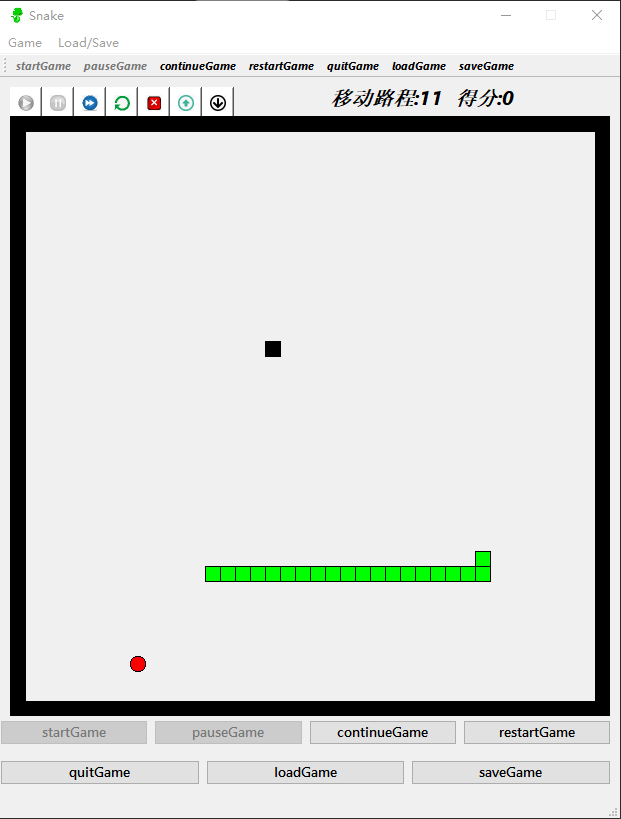 Snake
Game Load/Save
startGame pauseGame continueGame restartGame quitGame loadGame saveGame
移动路程:11 得分:0
startGame pauseGame continueGame restartGame
quitGame loadGame saveGame